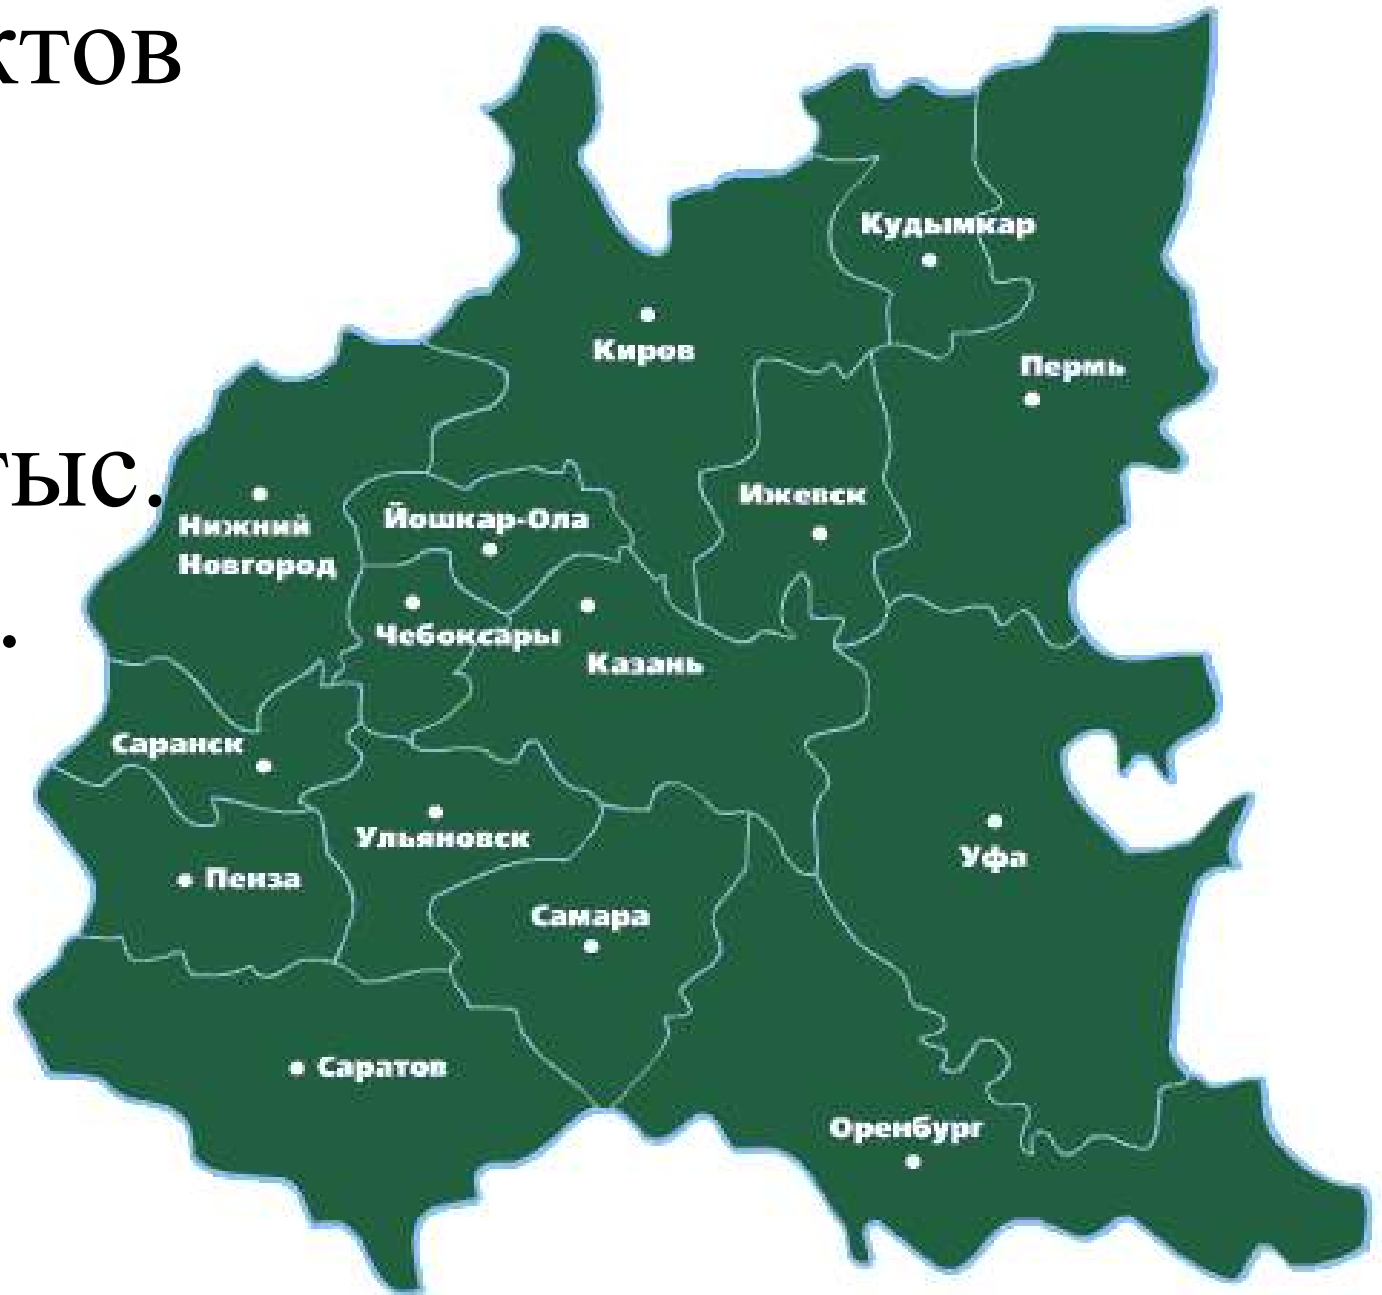 ктов
Кудымкар
Киров
Пермь
тыс.
Ижевск
Нижний
Новгород
Йошкар-Ола
.
Чебоксары
Казань
Саранск
Ульяновск
Уфа
Пенза
Самара
Саратов
Оренбург